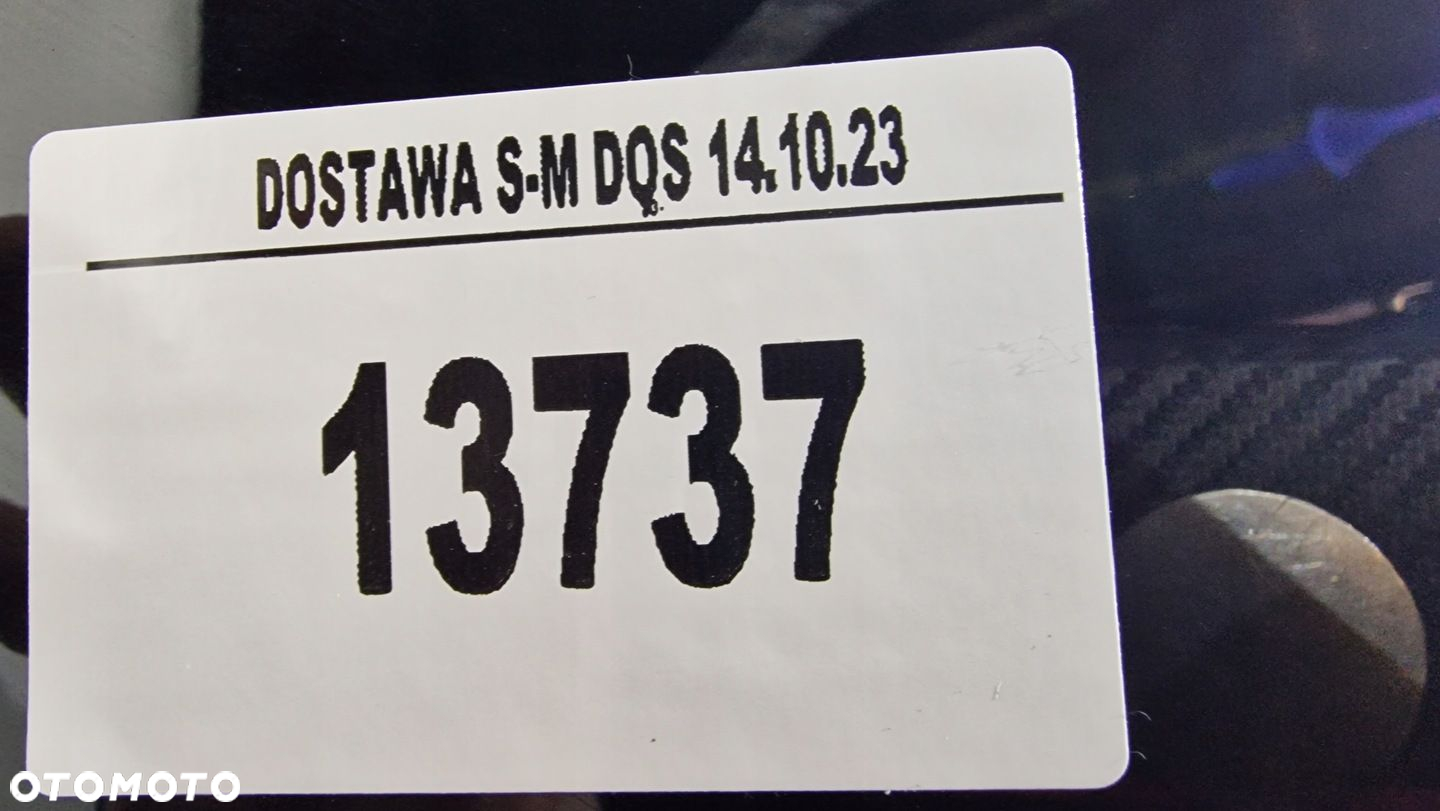 DOSTAWA S-M DQS 14.10.23
13737
OTOMOTO